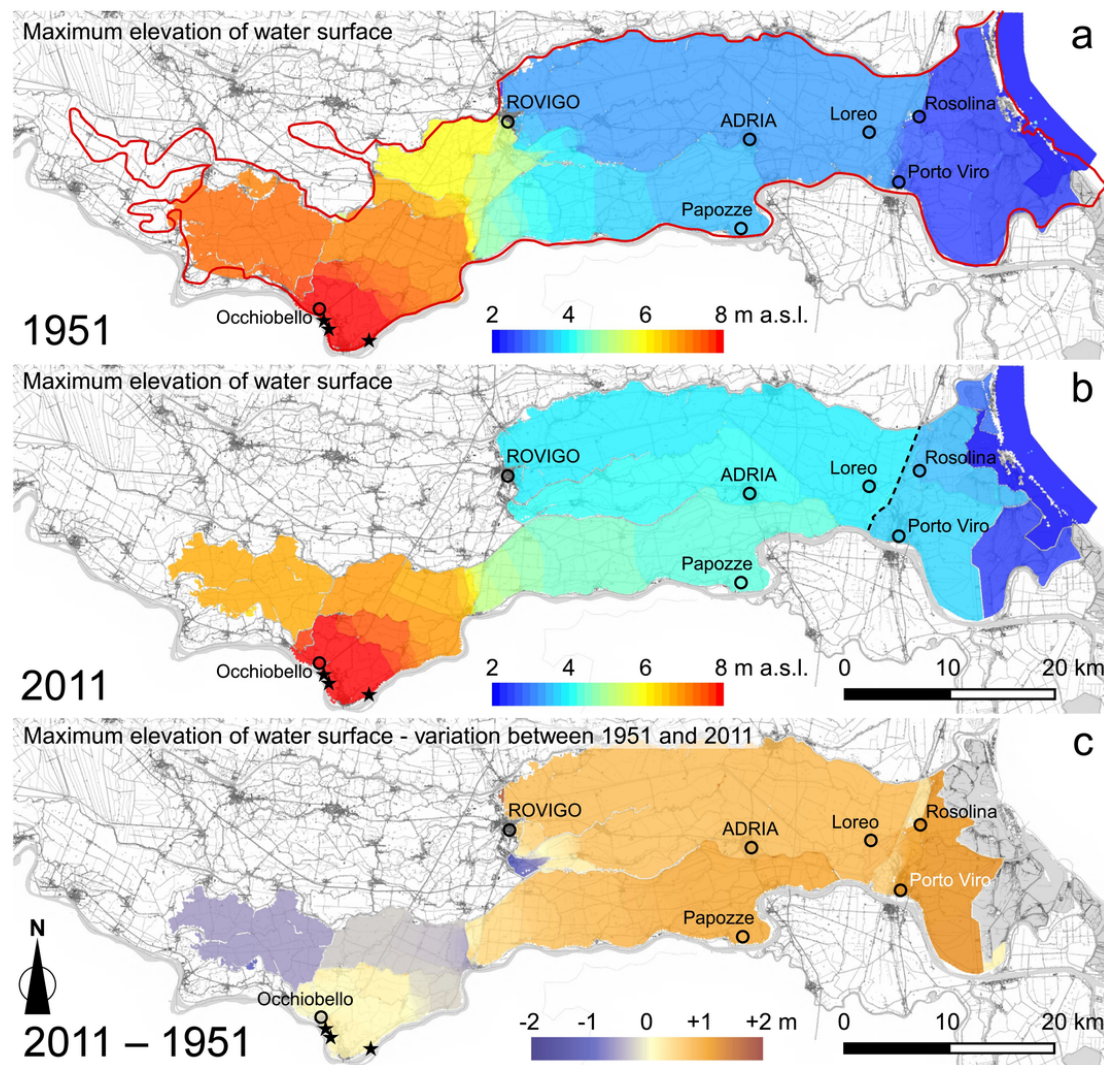 Maximum elevation of water surface
a
ROVIGO
ADRIA
Loreo
Rosolina
Porto Viro
Papozze
Occhiobello
2 4 6 8 m a.s.l.
1951
Maximum elevation of water surface
b
ROVIGO
ADRIA
Loreo
Rosolina
Porto Viro
Papozze
Occhiobello
2 4 6 8 m a.s.l.
0 20 km
2011
Maximum elevation of water surface - variation between 1951 and 2011
c
ROVIGO
ADRIA
Loreo
Rosolina
Porto Viro
Papozze
N
Occhiobello
-2 -1 0 +1 +2 m
0 20 km
2011 – 1951